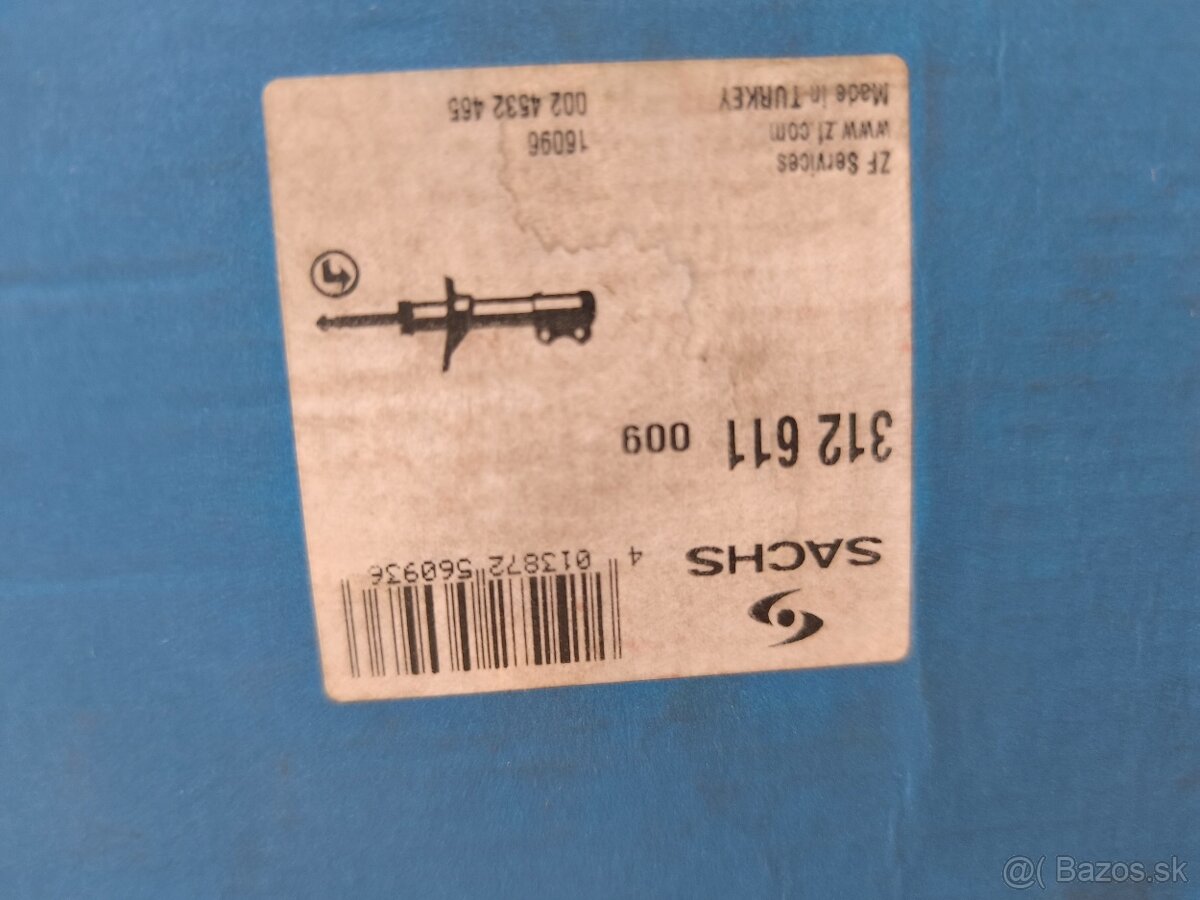 SACHS
4 013872 560936
312 611 009
ZF Services
www.zf.com
Made in TURKEY
16096
002 4532 465
@( Bazos.sk